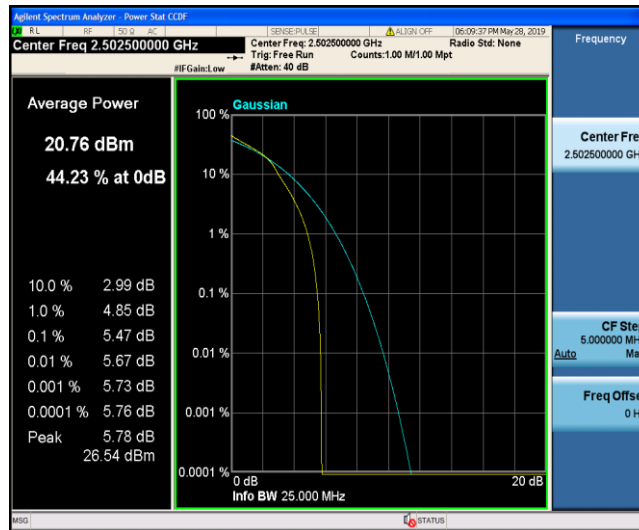 Agilent Spectrum Analyzer - Power Stat CCDF
RL RF 50 Ω AC SENSE:PULSE ALIGN OFF 06:09:37 PM May 28, 2019
Center Freq 2.502500000 GHz
Center Freq: 2.502500000 GHz Radio Std: None
Trig: Free Run Counts:1.00 M/1.00 Mpt
#IFGain:Low #Atten: 40 dB
Frequency
Average Power
20.76 dBm
44.23 % at 0dB
10.0 % 2.99 dB
1.0 % 4.85 dB
0.1 % 5.47 dB
0.01 % 5.67 dB
0.001 % 5.73 dB
0.0001 % 5.76 dB
Peak 5.78 dB
26.54 dBm
Gaussian
100 %
10 %
1 %
0.1 %
0.01 %
0.001 %
0.0001 %
0 dB 20 dB
Info BW 25.000 MHz
Center Fre
2.502500000 GH
CF Ste
5.000000 MH
Auto Ma
Freq Offse
0 H
MSG STATUS